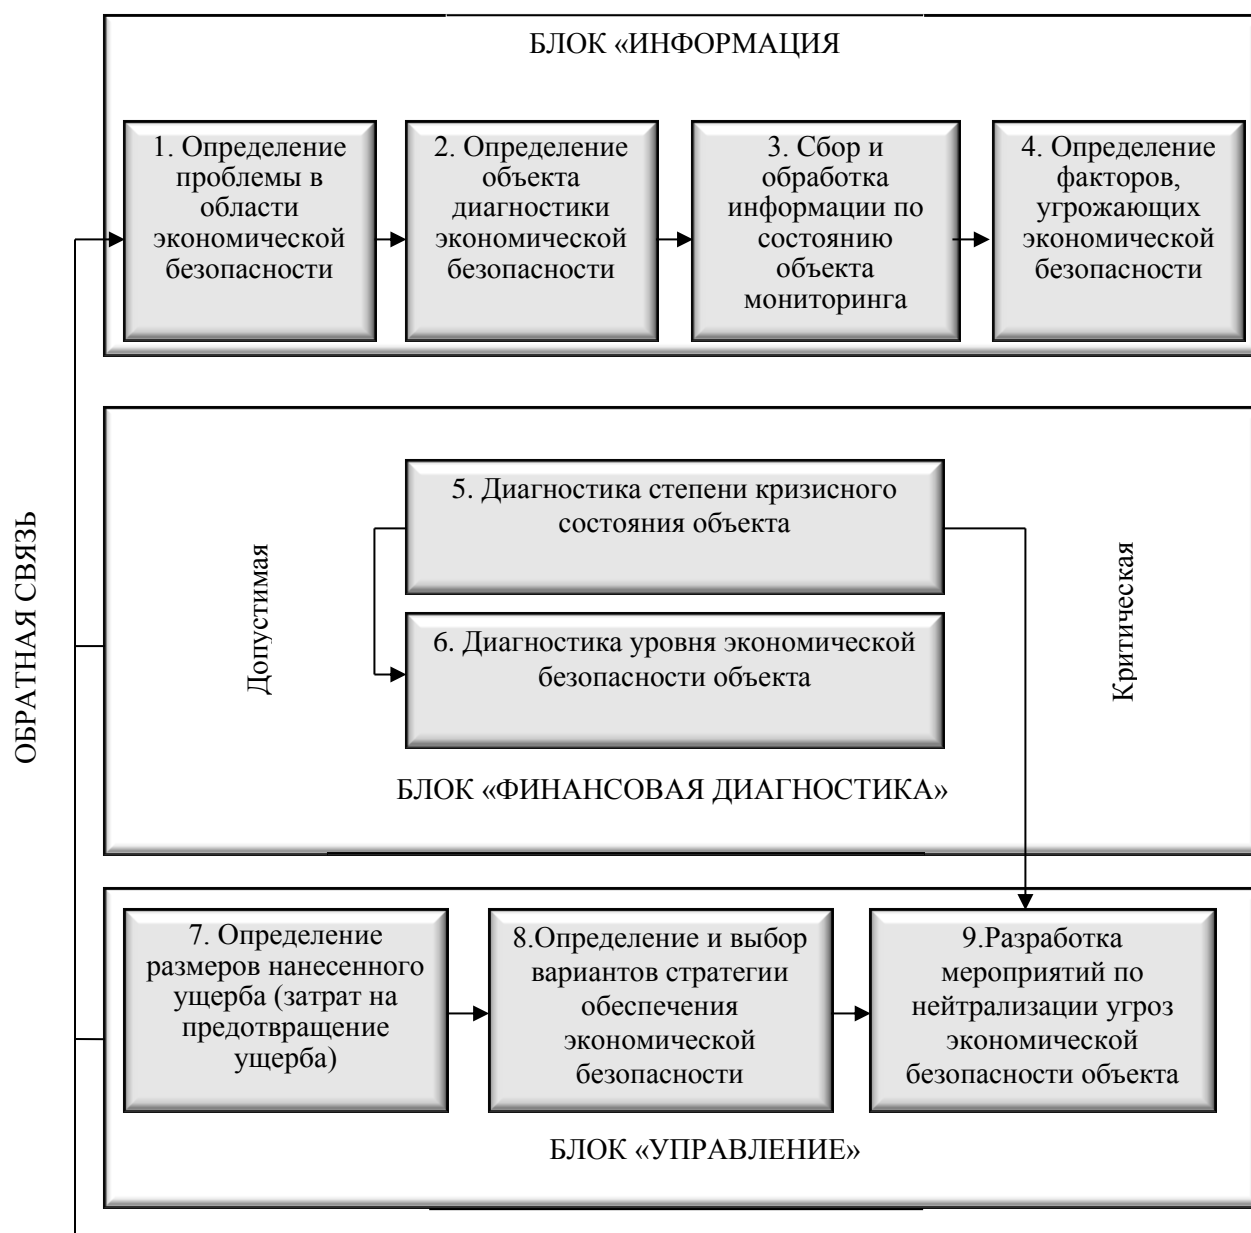 БЛОК «ИНФОРМАЦИЯ
1. Определение
проблемы в
области
экономической
безопасности
2. Определение
объекта
диагностики
экономической
безопасности
3. Сбор и
обработка
информации по
состоянию
объекта
мониторинга
4. Определение
факторов,
угрожающих
экономической
безопасности
ОБРАТНАЯ СВЯЗЬ
Допустимая
5. Диагностика степени кризисного
состояния объекта
6. Диагностика уровня экономической
безопасности объекта
Критическая
БЛОК «ФИНАНСОВАЯ ДИАГНОСТИКА»
7. Определение
размеров нанесенного
ущерба (затрат на
предотвращение
ущерба)
8.Определение и выбор
вариантов стратегии
обеспечения
экономической
безопасности
9.Разработка
мероприятий по
нейтрализации угроз
экономической
безопасности объекта
БЛОК «УПРАВЛЕНИЕ»